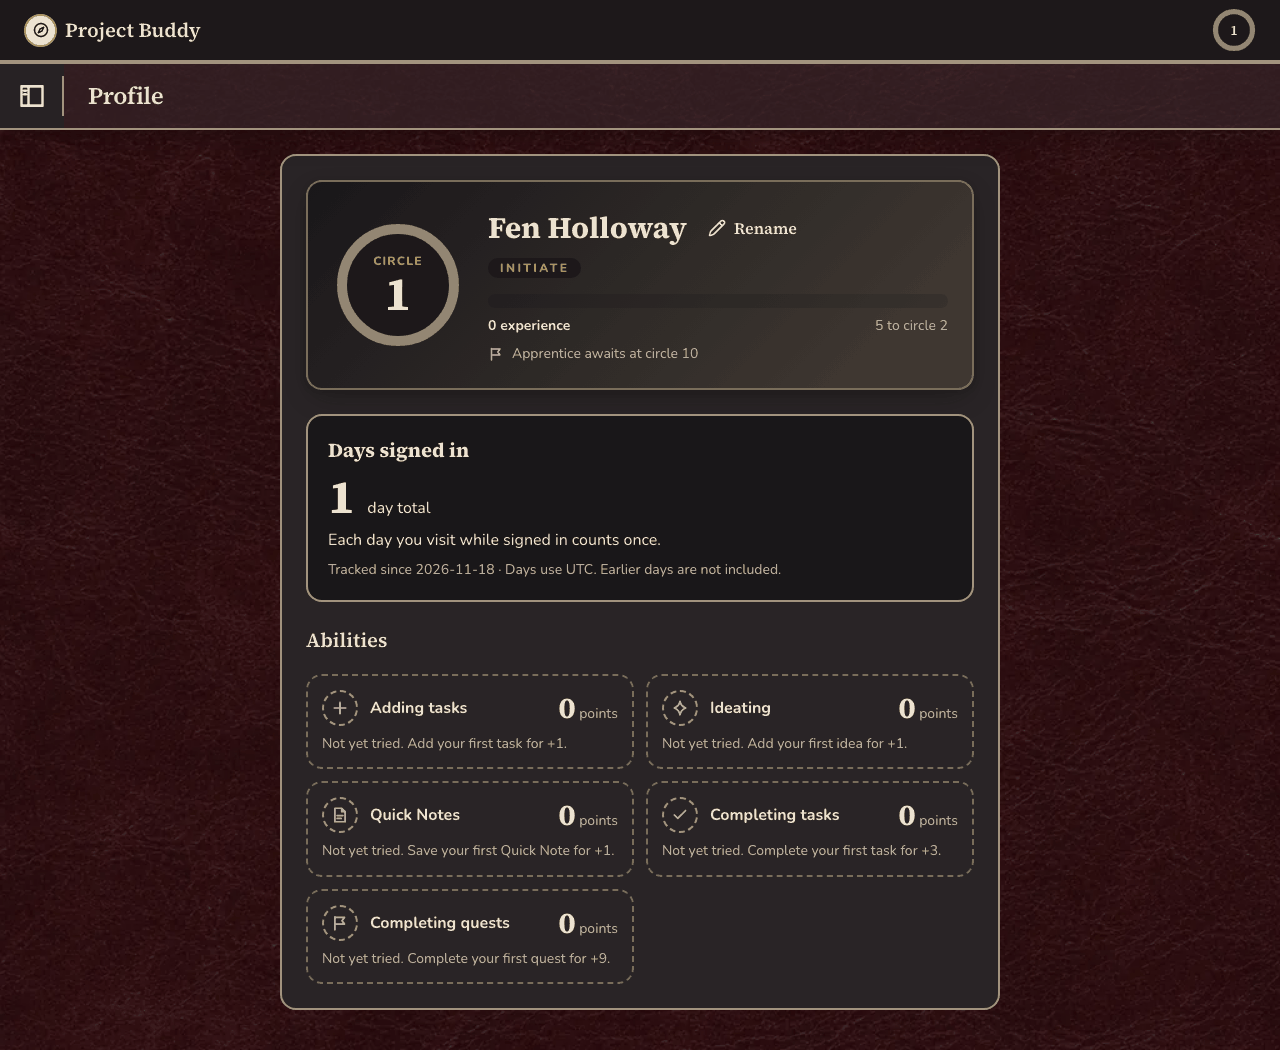 Project Buddy
1
Profile
Fen Holloway
Rename
CIRCLE
1
INITIATE
0 experience
5 to circle 2
Apprentice awaits at circle 10
Days signed in
1 day total
Each day you visit while signed in counts once.
Tracked since 2026-11-18 · Days use UTC. Earlier days are not included.
Abilities
Adding tasks
0 points
Not yet tried. Add your first task for +1.
Ideating
0 points
Not yet tried. Add your first idea for +1.
Quick Notes
0 points
Not yet tried. Save your first Quick Note for +1.
Completing tasks
0 points
Not yet tried. Complete your first task for +3.
Completing quests
0 points
Not yet tried. Complete your first quest for +9.